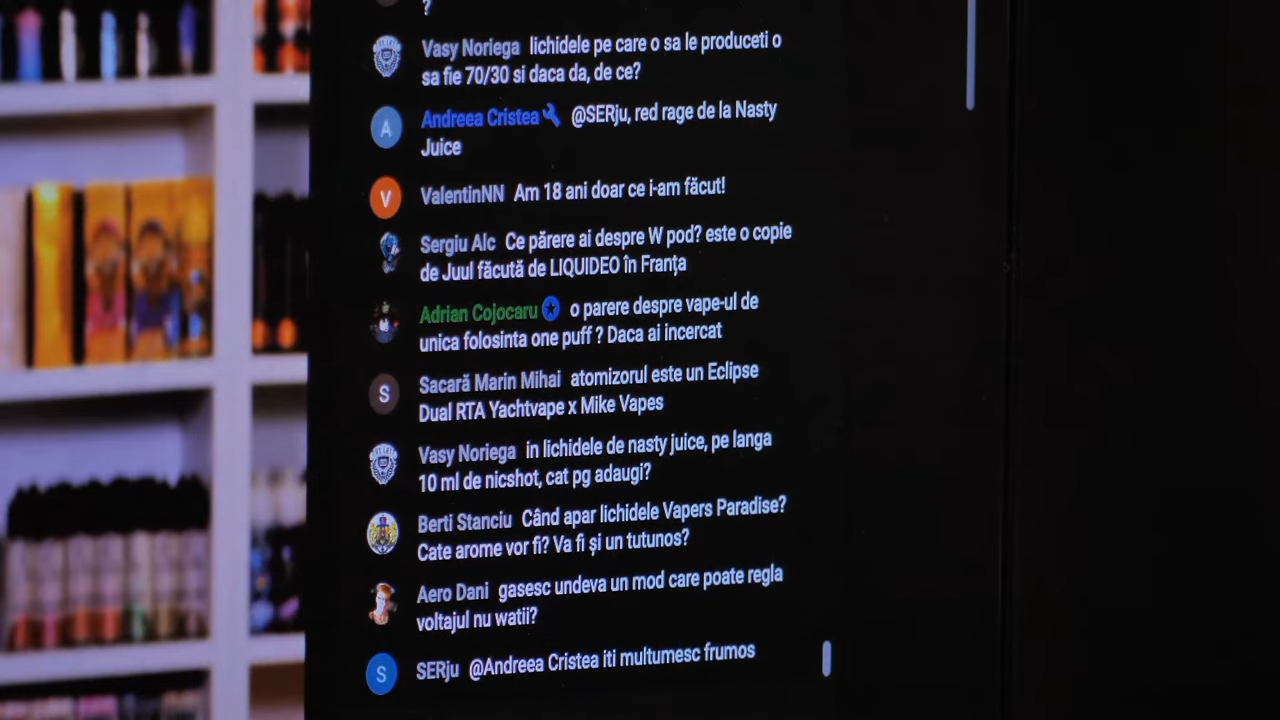 ?
Vasy Noriega lichidele pe care o sa le produceti o
sa fie 70/30 si daca da, de ce?
A Andreea Cristea @SERju, red rage de la Nasty
Juice
V ValentinNN Am 18 ani doar ce i-am făcut!
Sergiu Alc Ce părere ai despre W pod? este o copie
de Juul făcută de LIQUIDEO în Franța
Adrian Cojocaru o parere despre vape-ul de
unica folosinta one puff ? Daca ai incercat
S Sacară Marin Mihai atomizorul este un Eclipse
Dual RTA Yachtvape x Mike Vapes
Vasy Noriega in lichidele de nasty juice, pe langa
10 ml de nicshot, cat pg adaugi?
Berti Stanciu Când apar lichidele Vapers Paradise?
Cate arome vor fi? Va fi și un tutunos?
Aero Dani gasesc undeva un mod care poate regla
voltajul nu watii?
S SERju @Andreea Cristea iti multumesc frumos